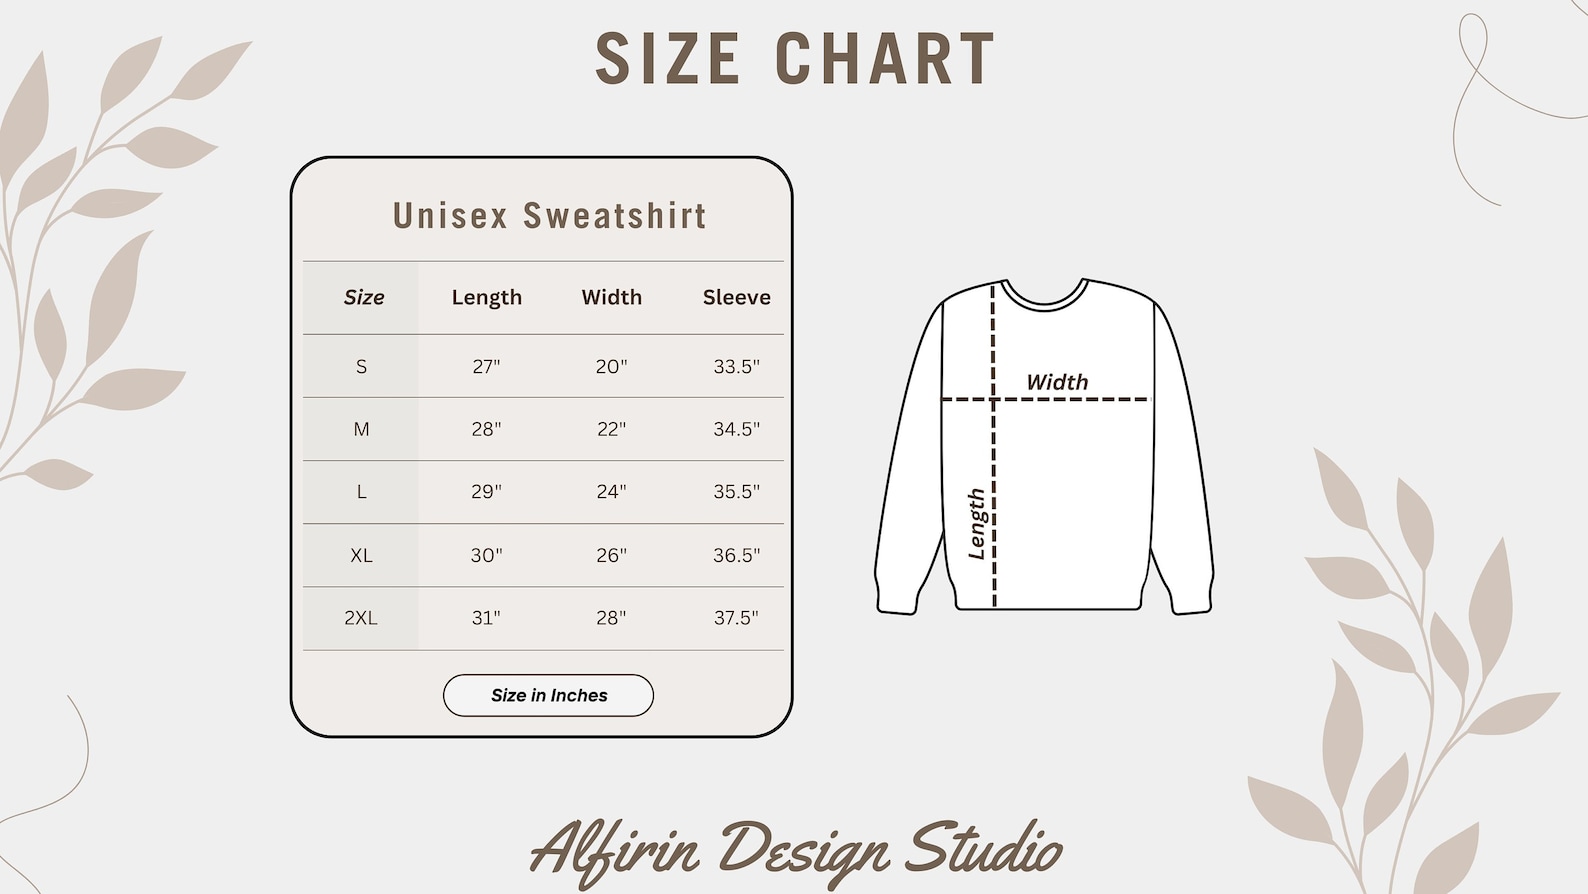 SIZE CHART
Unisex Sweatshirt
Size Length Width Sleeve
S 27" 20" 33.5"
M 28" 22" 34.5"
L 29" 24" 35.5"
XL 30" 26" 36.5"
2XL 31" 28" 37.5"
Size in Inches
Width
Length
Alfirin Design Studio